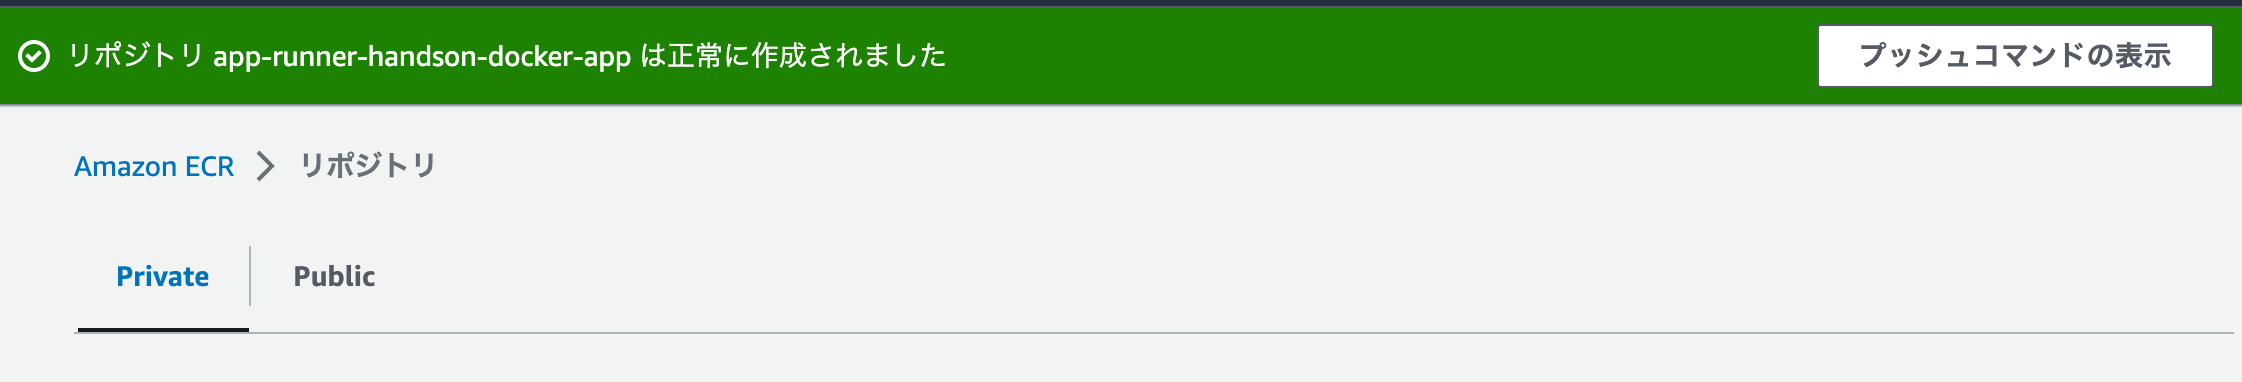 リポジトリ app-runner-handson-docker-app は正常に作成されました
プッシュコマンドの表示
Amazon ECR > リポジトリ
Private
Public